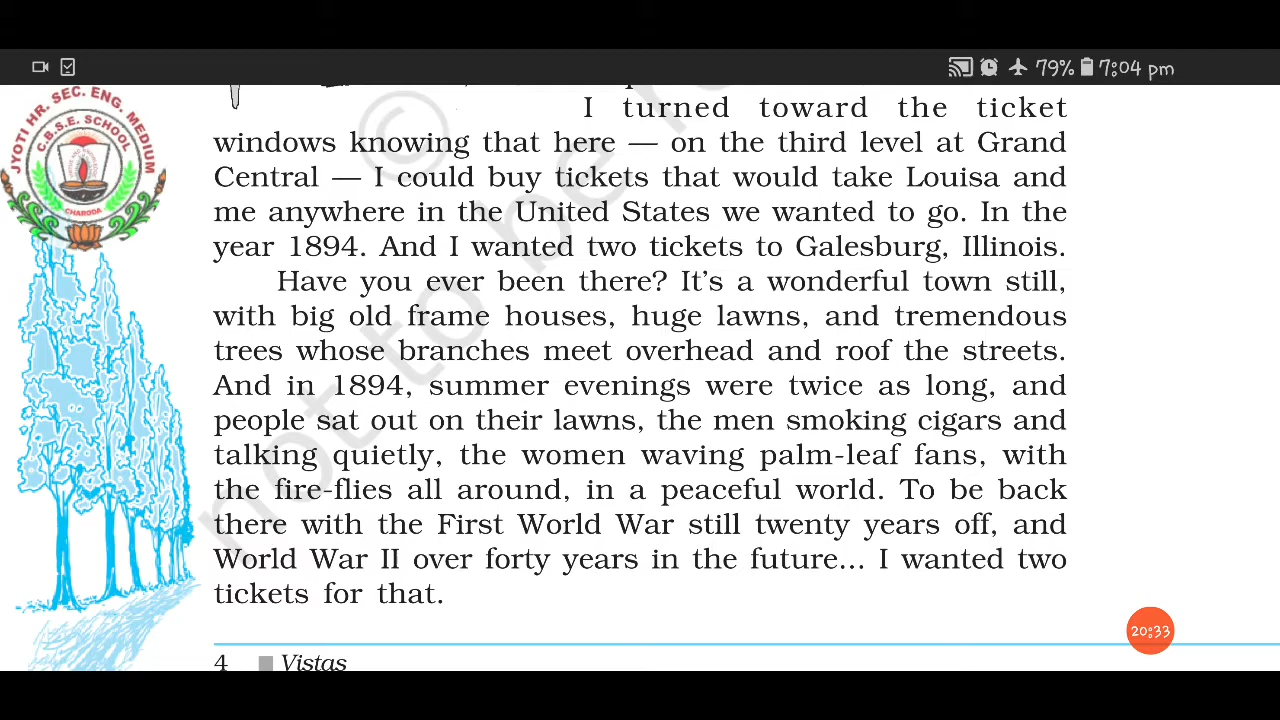 79% 7:04 pm
JYOTI HR. SEC. ENG. MEDIUM
C.B.S.E. SCHOOL
CHARODA
I turned toward the ticket
windows knowing that here — on the third level at Grand
Central — I could buy tickets that would take Louisa and
me anywhere in the United States we wanted to go. In the
year 1894. And I wanted two tickets to Galesburg, Illinois.
Have you ever been there? It's a wonderful town still,
with big old frame houses, huge lawns, and tremendous
trees whose branches meet overhead and roof the streets.
And in 1894, summer evenings were twice as long, and
people sat out on their lawns, the men smoking cigars and
talking quietly, the women waving palm-leaf fans, with
the fire-flies all around, in a peaceful world. To be back
there with the First World War still twenty years off, and
World War II over forty years in the future... I wanted two
tickets for that.
20:33
4 Vistas
© not to be re